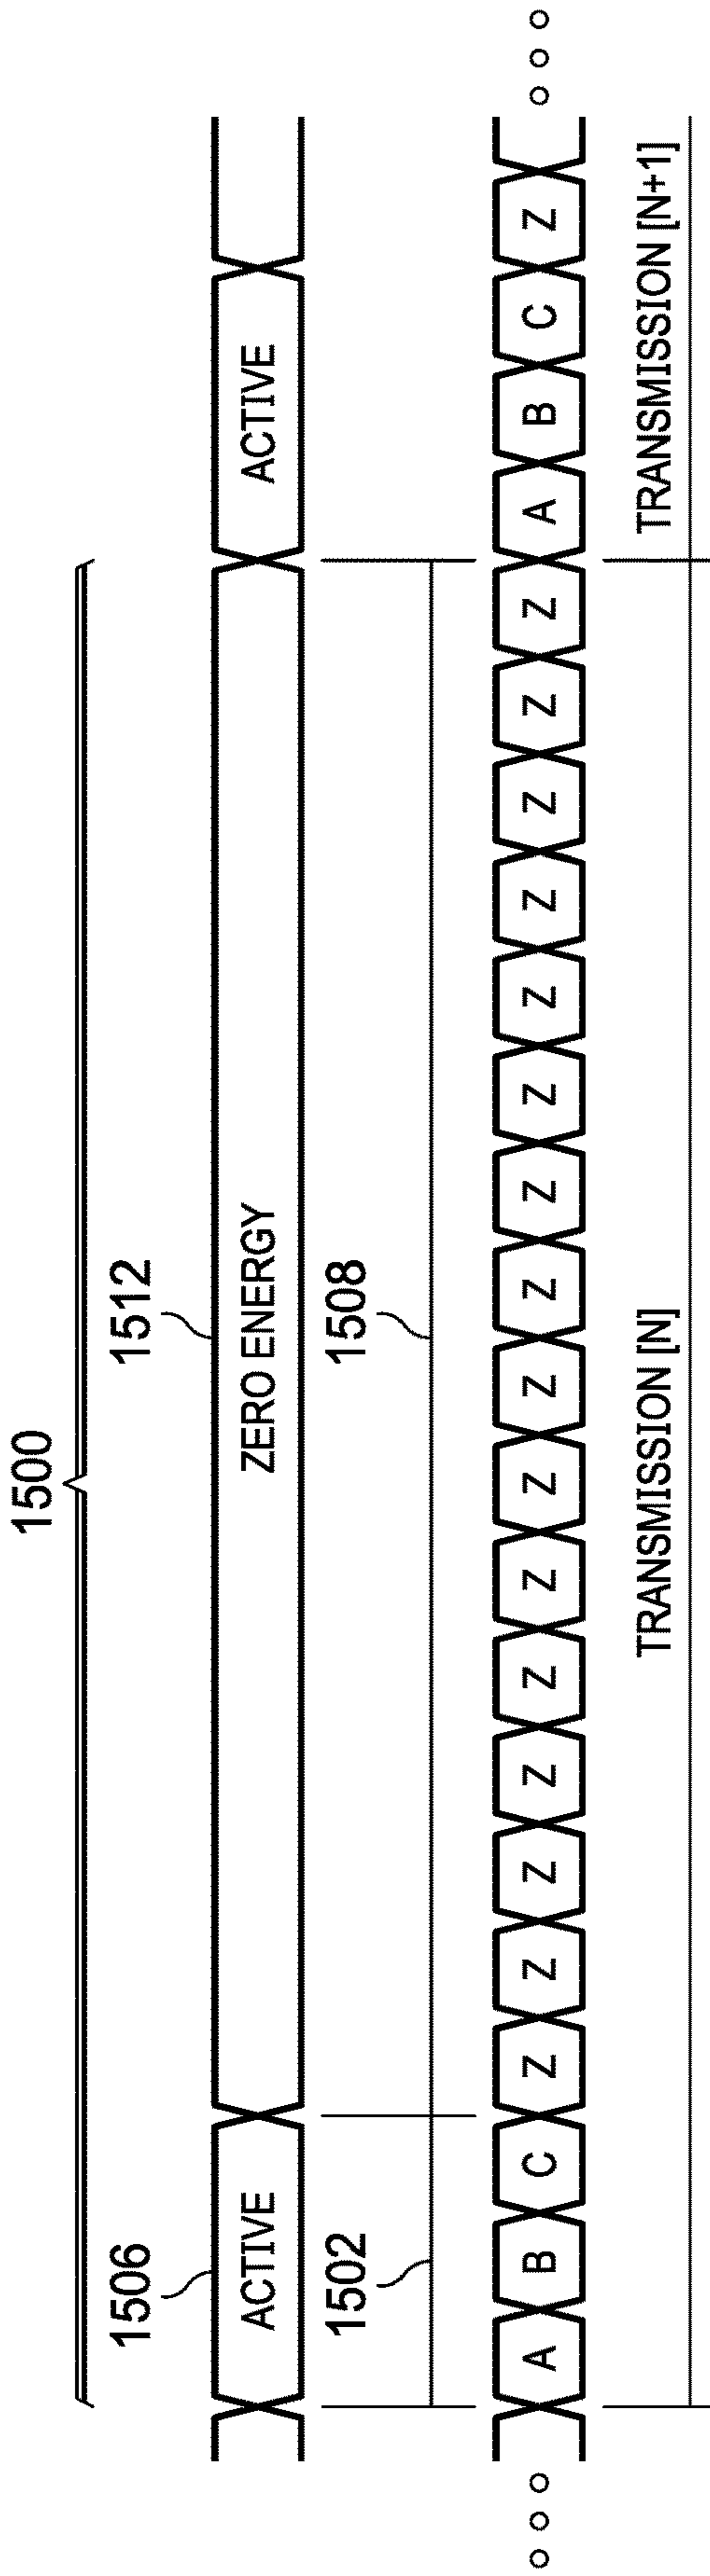 1500
1506 1512
ACTIVE ZERO ENERGY ACTIVE
1502 1508
A B C Z Z Z Z Z Z Z Z Z Z Z Z Z Z Z Z A B C Z
TRANSMISSION [N] TRANSMISSION [N+1]